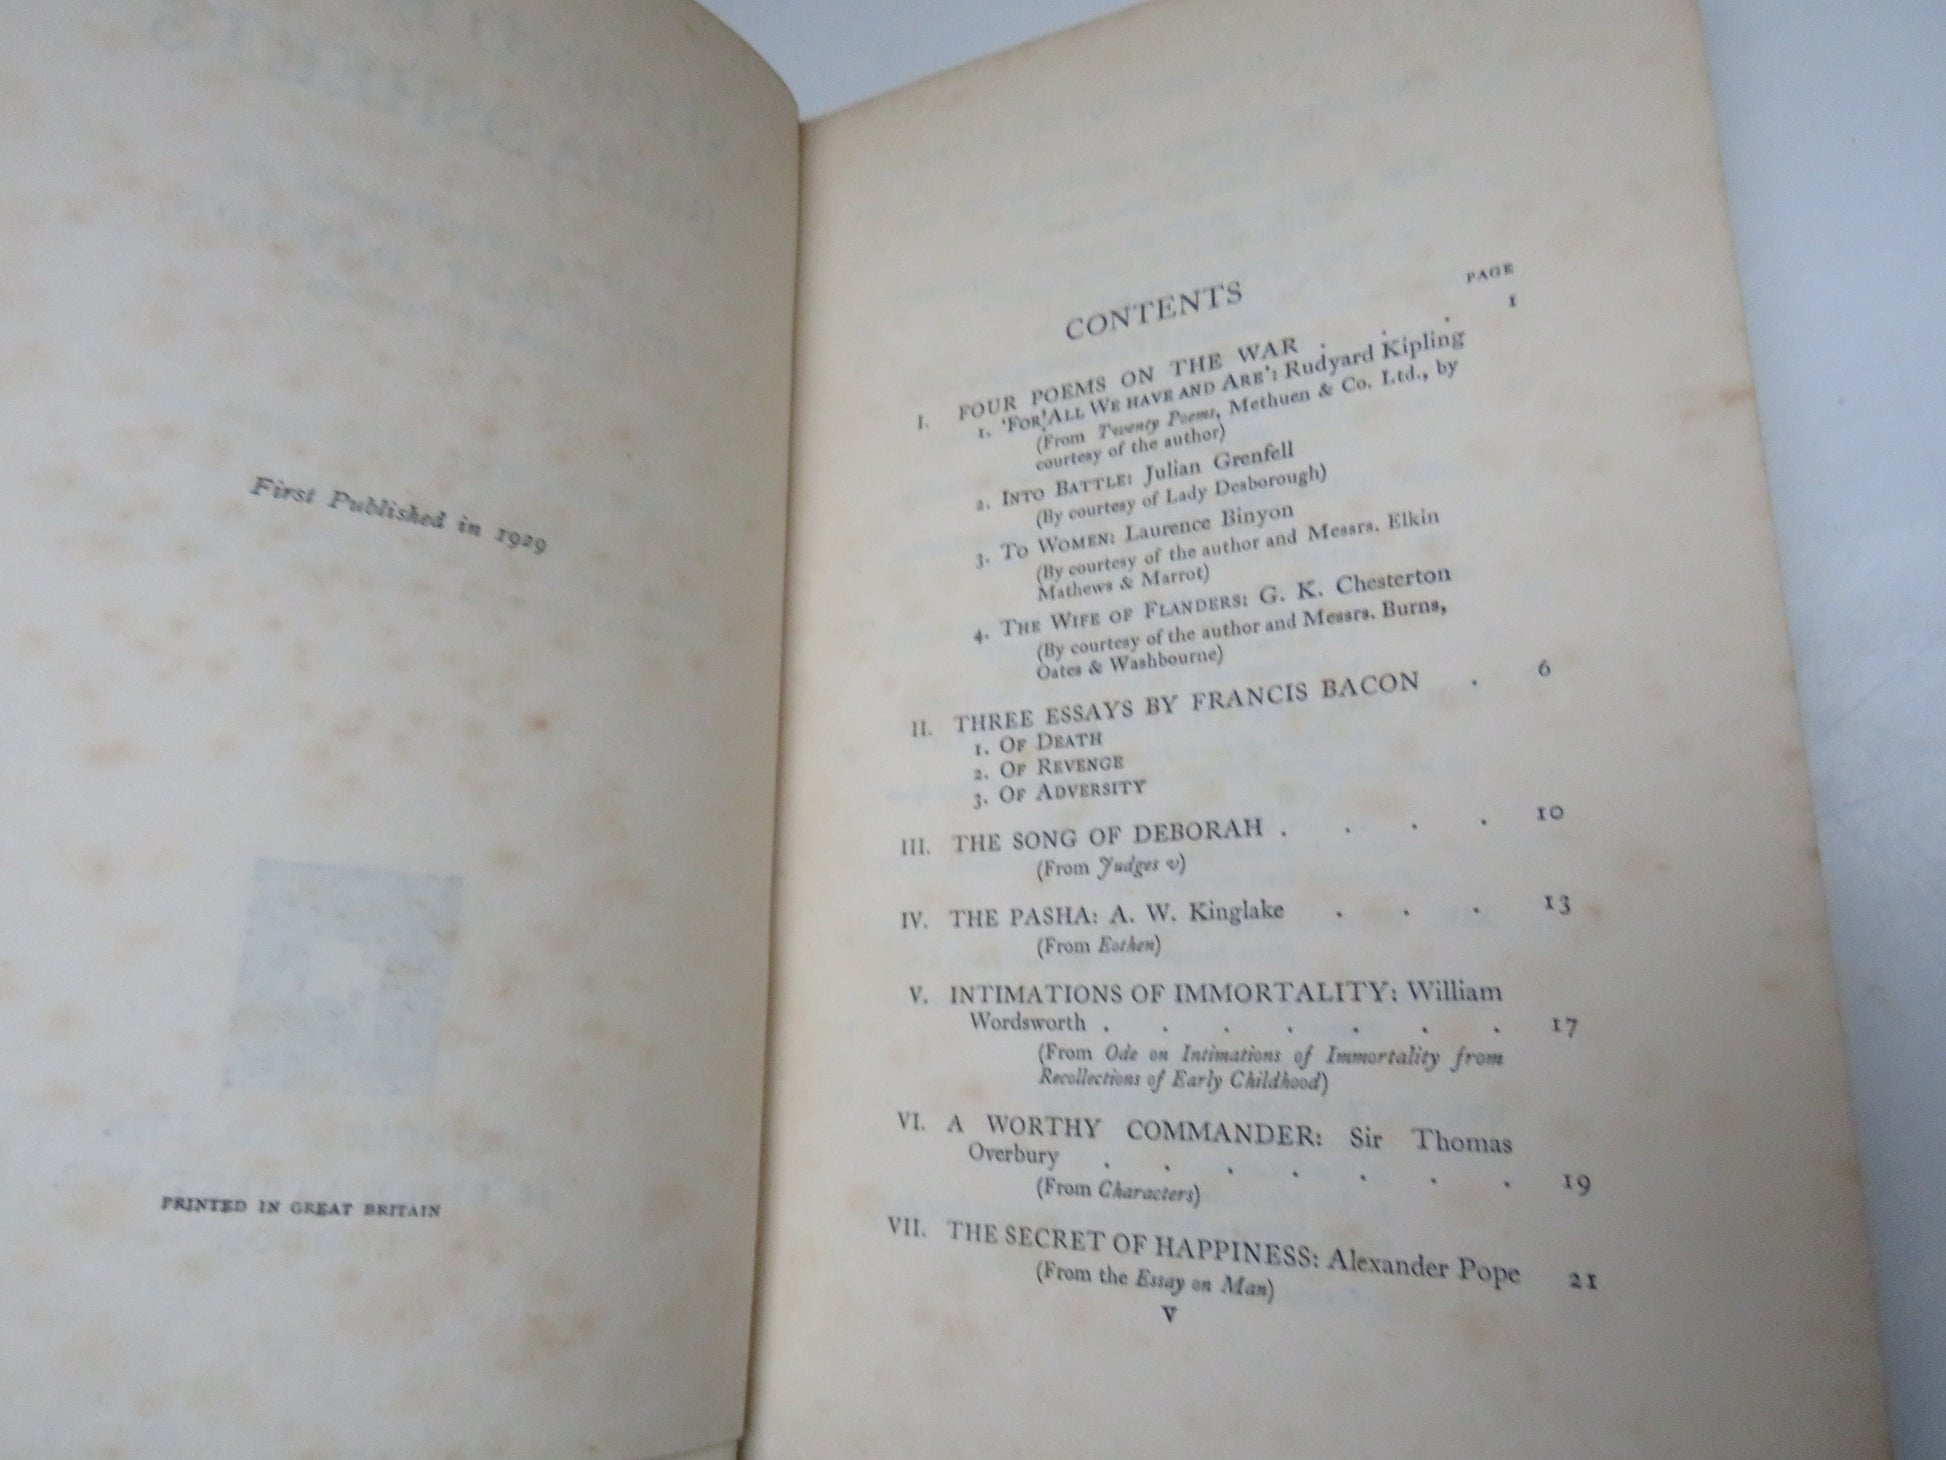 First Published in 1929
PRINTED IN GREAT BRITAIN
CONTENTS
PAGE
I. FOUR POEMS ON THE WAR . . . 1
1. 'FOR ALL WE HAVE AND ARE': Rudyard Kipling
(From Twenty Poems, Methuen & Co. Ltd., by
courtesy of the author)
2. INTO BATTLE: Julian Grenfell
(By courtesy of Lady Desborough)
3. TO WOMEN: Laurence Binyon
(By courtesy of the author and Messrs. Elkin
Mathews & Marrot)
4. THE WIFE OF FLANDERS: G. K. Chesterton
(By courtesy of the author and Messrs. Burns,
Oates & Washbourne)
II. THREE ESSAYS BY FRANCIS BACON . 6
1. OF DEATH
2. OF REVENGE
3. OF ADVERSITY
III. THE SONG OF DEBORAH . . . . 10
(From Judges v)
IV. THE PASHA: A. W. Kinglake . . . 13
(From Eothen)
V. INTIMATIONS OF IMMORTALITY: William
Wordsworth . . . . . . . 17
(From Ode on Intimations of Immortality from
Recollections of Early Childhood)
VI. A WORTHY COMMANDER: Sir Thomas
Overbury . . . . . . . 19
(From Characters)
VII. THE SECRET OF HAPPINESS: Alexander Pope 21
(From the Essay on Man)
v